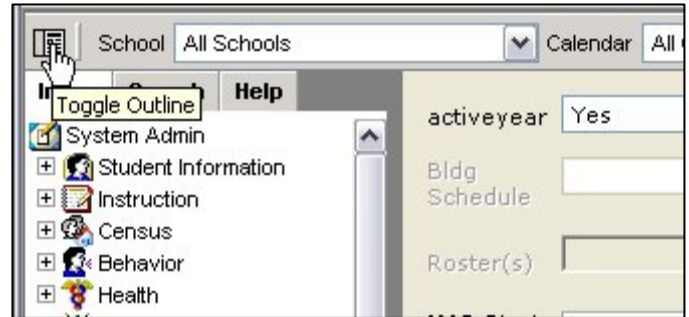 School All Schools Calendar All
Help
Toggle Outline
System Admin
activeyear Yes
Student Information
Bldg
Schedule
Instruction
Census
Behavior
Roster(s)
Health